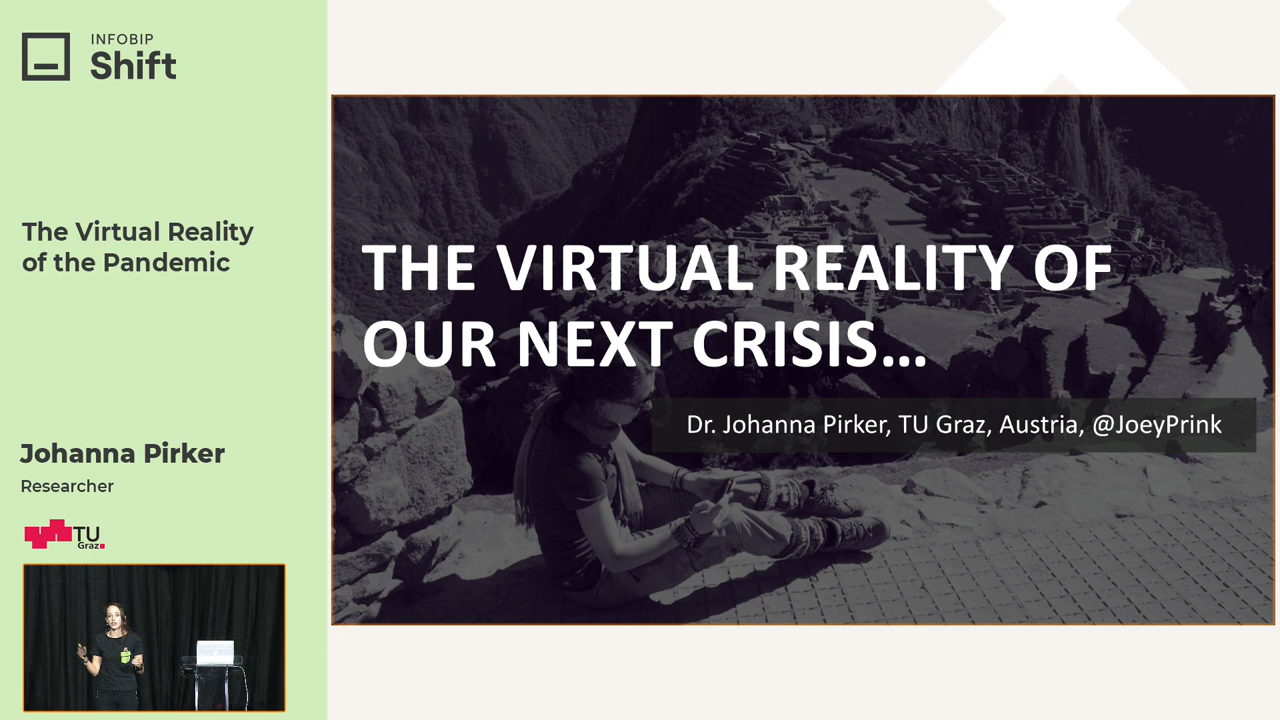 INFOBIP
Shift
The Virtual Reality
of the Pandemic
Johanna Pirker
Researcher
TU
Graz
THE VIRTUAL REALITY OF
OUR NEXT CRISIS...
Dr. Johanna Pirker, TU Graz, Austria, @JoeyPrink